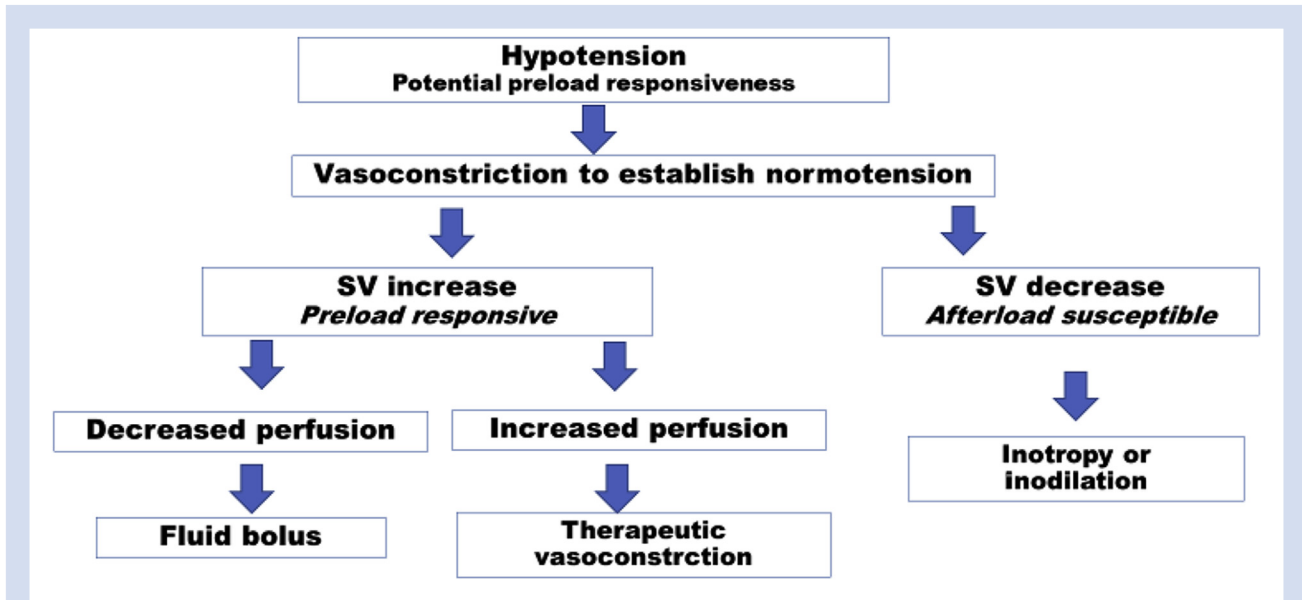 Hypotension
Potential preload responsiveness
Vasoconstriction to establish normotension
SV increase
Preload responsive
SV decrease
Afterload susceptible
Decreased perfusion
Increased perfusion
Inotropy or
inodilation
Fluid bolus
Therapeutic
vasoconstrction